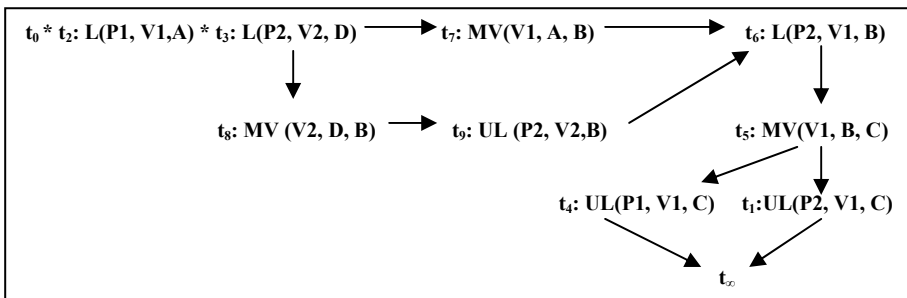 t₀ * t₂: L(P1, V1,A) * t₃: L(P2, V2, D) t₇: MV(V1, A, B) t₆: L(P2, V1, B)
t₈: MV (V2, D, B) t₉: UL (P2, V2,B) t₅: MV(V1, B, C)
t₄: UL(P1, V1, C) t₁:UL(P2, V1, C)
t∞